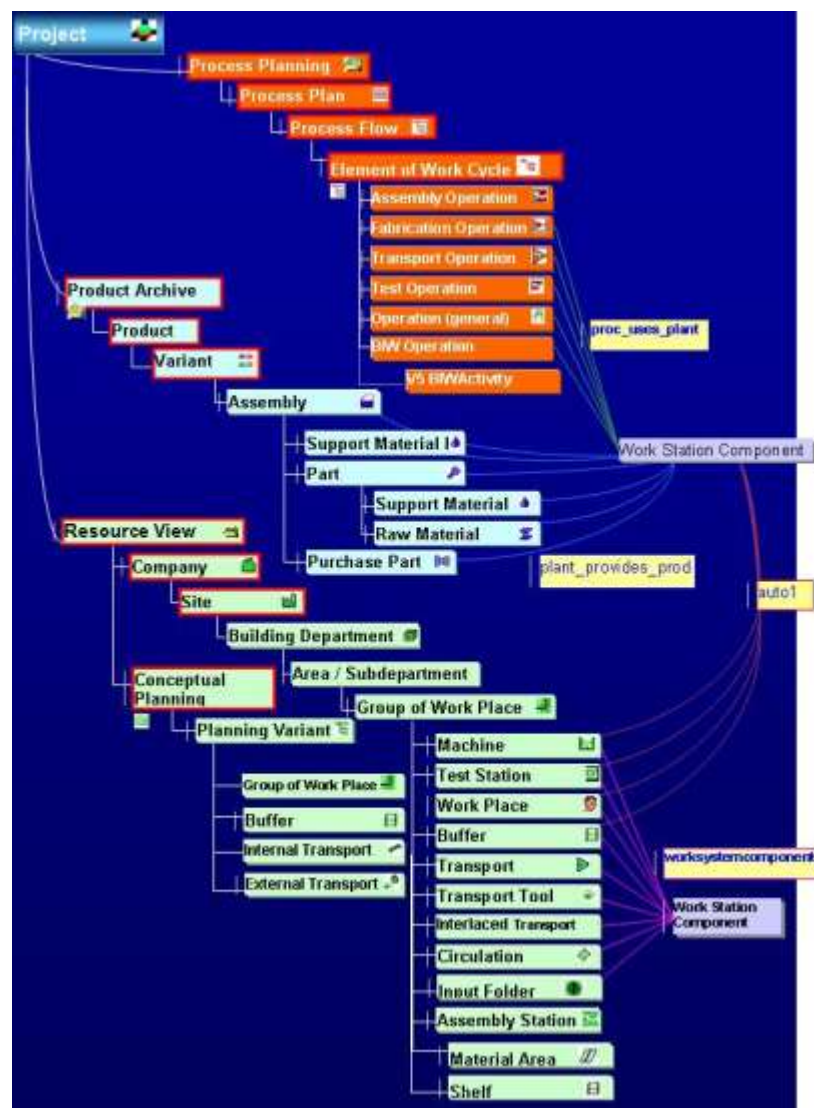 Project
Process Planning
Process Plan
Process Flow
Element of Work Cycle
Assembly Operation
Fabrication Operation
Transport Operation
Test Operation
Operation (general)
BIW Operation
V5 BIWActivity
proc_uses_plant
Product Archive
Product
Variant
Assembly
Support Material I
Part
Support Material
Raw Material
Purchase Part
Work Station Component
plant_provides_prod
auto1
Resource View
Company
Site
Building Department
Area / Subdepartment
Group of Work Place
Conceptual
Planning
Planning Variant
Group of Work Place
Buffer
Internal Transport
External Transport
Machine
Test Station
Work Place
Buffer
Transport
Transport Tool
Interlaced Transport
Circulation
Input Folder
Assembly Station
Material Area
Shelf
worksystemcomponent
Work Station
Component